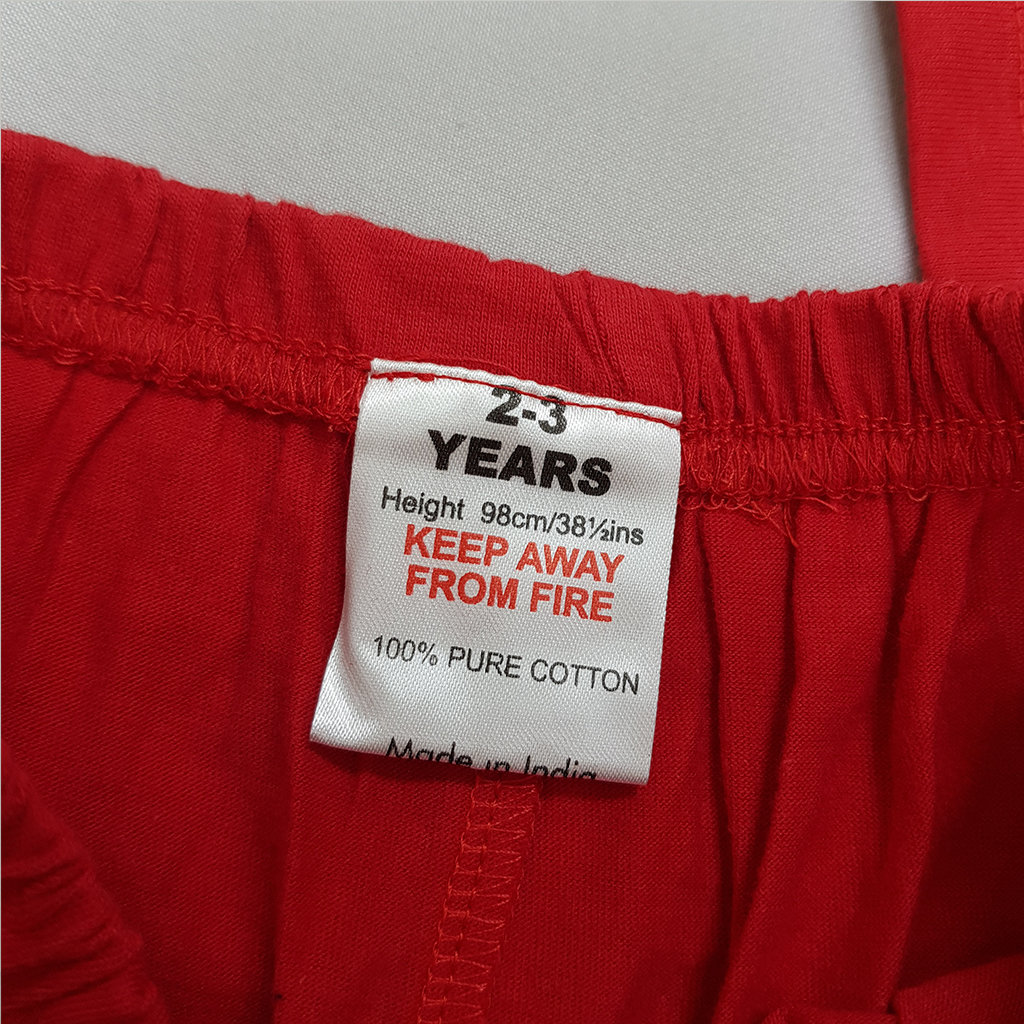 2-3
YEARS
Height 98cm/38½ins
KEEP AWAY
FROM FIRE
100% PURE COTTON
Made in India